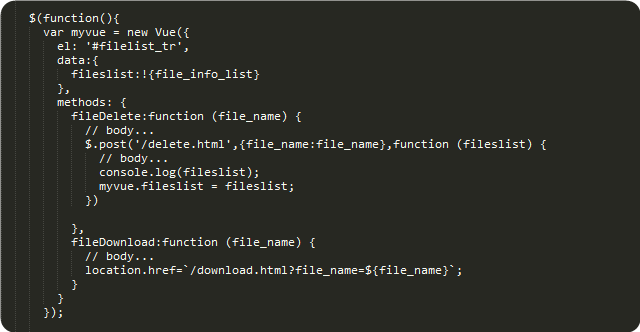 $(function(){
  var myvue = new Vue({
    el: '#filelist_tr',
    data:{
      fileslist:!{file_info_list}
    },
    methods: {
      fileDelete:function (file_name) {
        // body...
        $.post('/delete.html',{file_name:file_name},function (fileslist) {
          // body...
          console.log(fileslist);
          myvue.fileslist = fileslist;
        })

      },
      fileDownload:function (file_name) {
        // body...
        location.href=`/download.html?file_name=${file_name}`;
      }
    }
  });